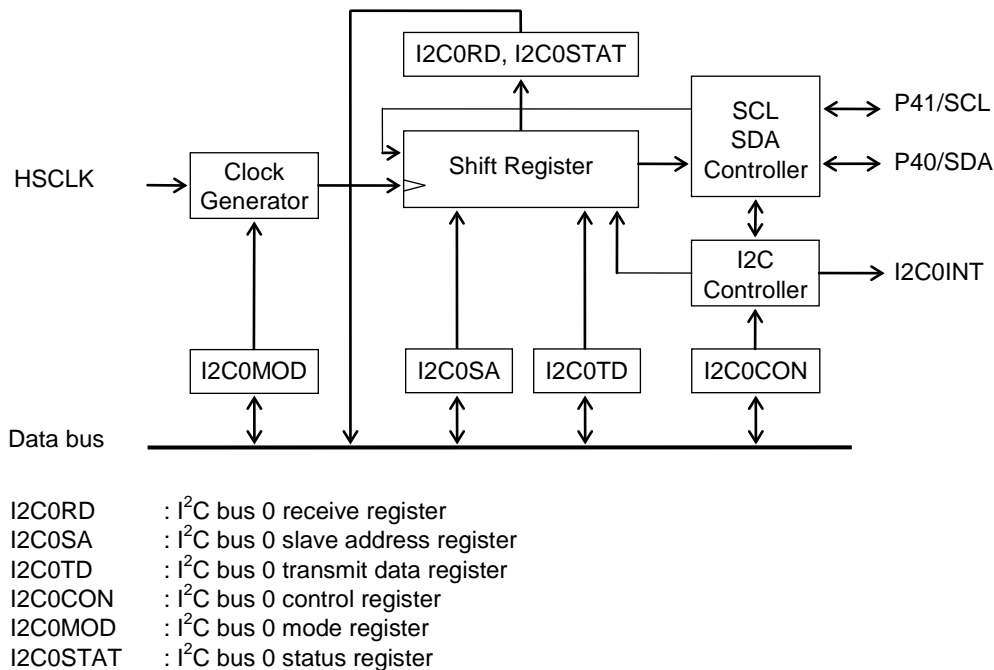 I2C0RD, I2C0STAT
SCL
SDA
Controller
P41/SCL
P40/SDA
HSCLK
Clock
Generator
Shift Register
I2C
Controller
I2C0INT
I2C0MOD
I2C0SA
I2C0TD
I2C0CON
Data bus
I2C0RD : I²C bus 0 receive register
I2C0SA : I²C bus 0 slave address register
I2C0TD : I²C bus 0 transmit data register
I2C0CON : I²C bus 0 control register
I2C0MOD : I²C bus 0 mode register
I2C0STAT : I²C bus 0 status register